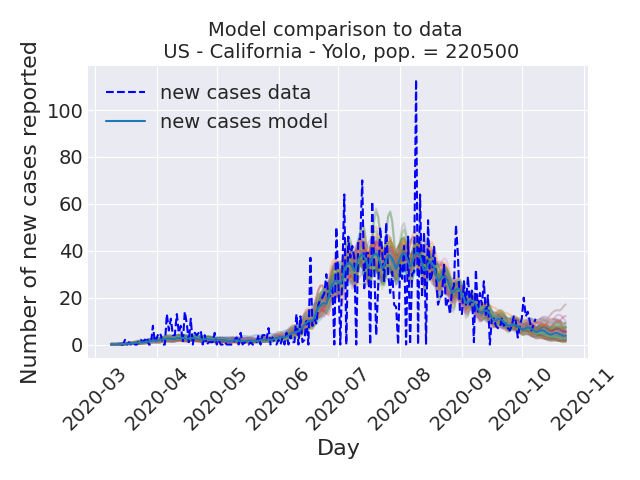 Model comparison to data
US - California - Yolo, pop. = 220500
new cases data
new cases model
Number of new cases reported
100
80
60
40
20
0
2020-03
2020-04
2020-05
2020-06
2020-07
2020-08
2020-09
2020-10
2020-11
Day